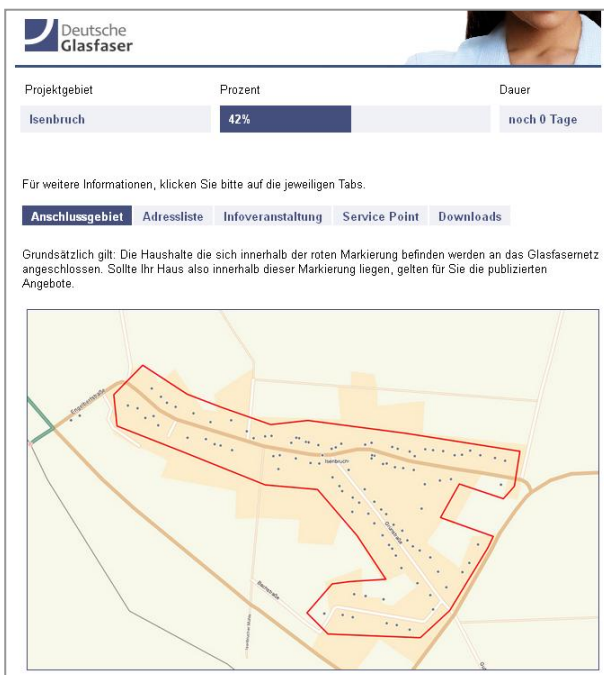 Deutsche
Glasfaser
Projektgebiet Prozent Dauer
Isenbruch 42% noch 0 Tage
Für weitere Informationen, klicken Sie bitte auf die jeweiligen Tabs.
Anschlussgebiet Adressliste Infoveranstaltung Service Point Downloads
Grundsätzlich gilt: Die Haushalte die sich innerhalb der roten Markierung befinden werden an das Glasfasernetz
angeschlossen. Sollte Ihr Haus also innerhalb dieser Markierung liegen, gelten für Sie die publizierten
Angebote.
Engelbertstraße
Isenbruch
Grünstraße
Bachstraße